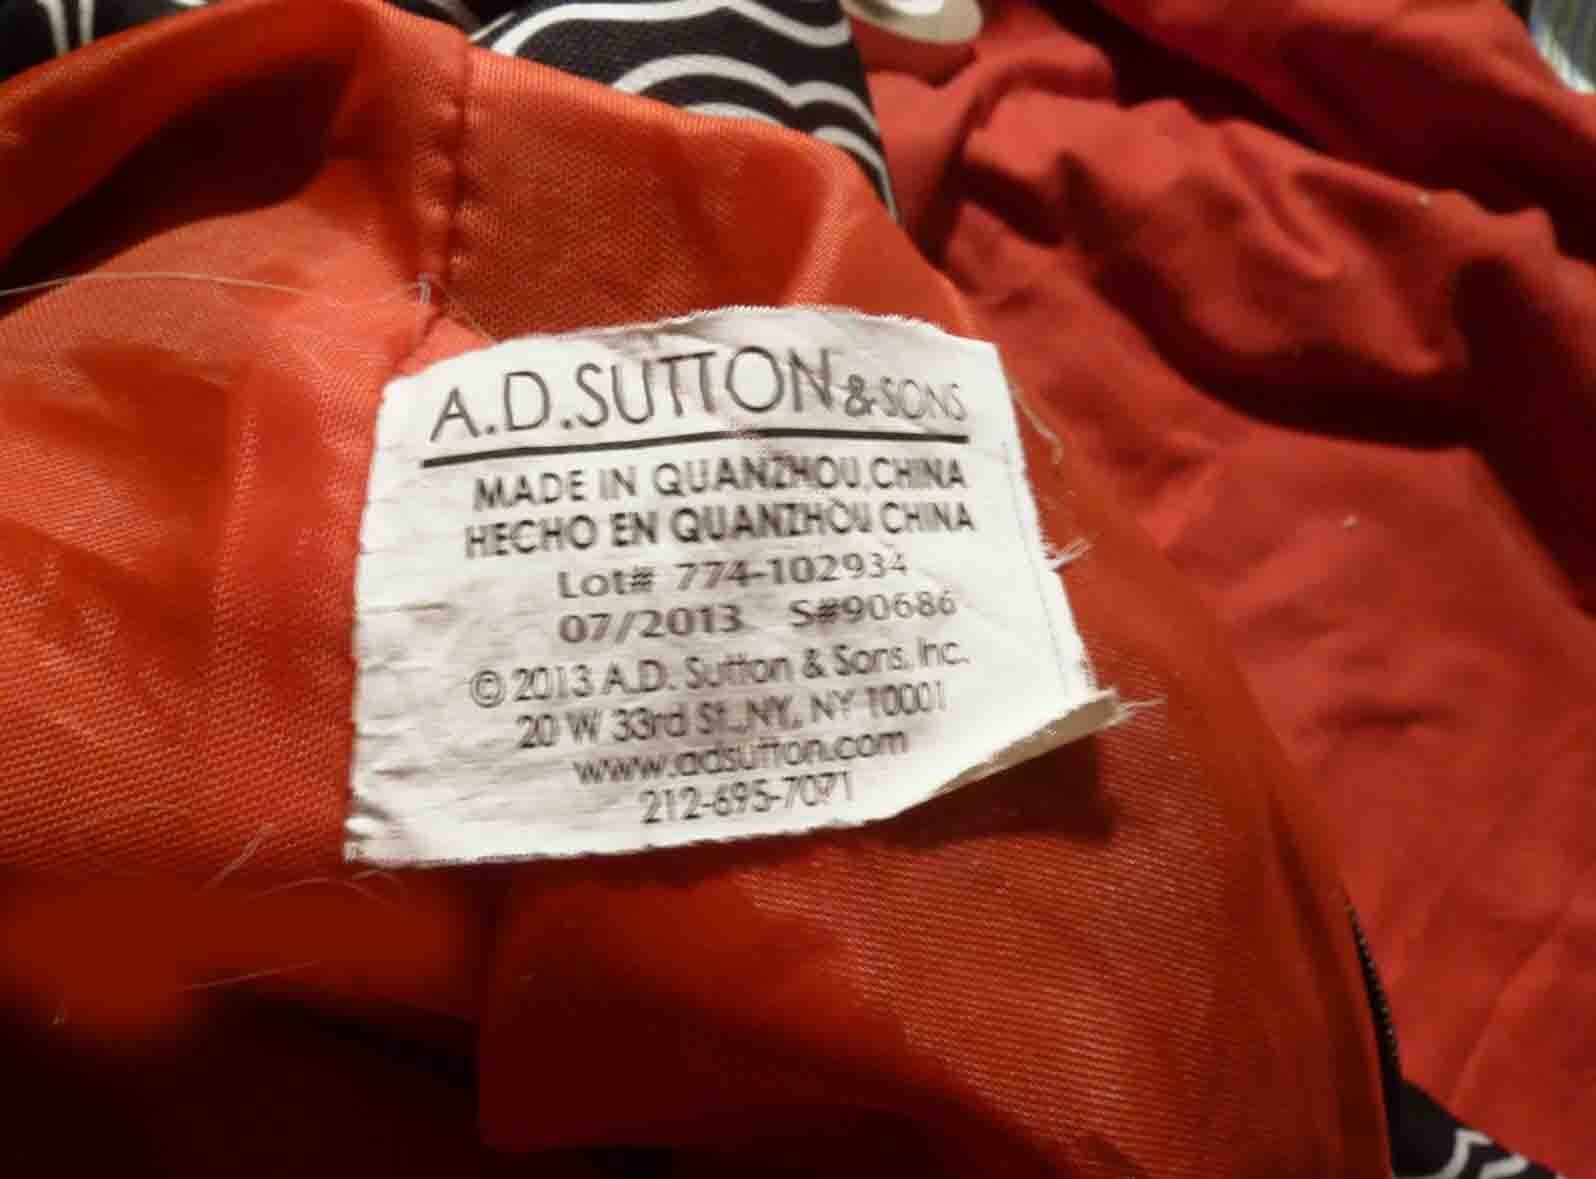 A.D.SUTTON & SONS
MADE IN QUANZHOU,CHINA
HECHO EN QUANZHOU CHINA
Lot# 774-102934
07/2013 S#90686
© 2013 A.D. Sutton & Sons, Inc.
20 W 33rd St., NY, NY 10001
www.adsutton.com
212-695-7071